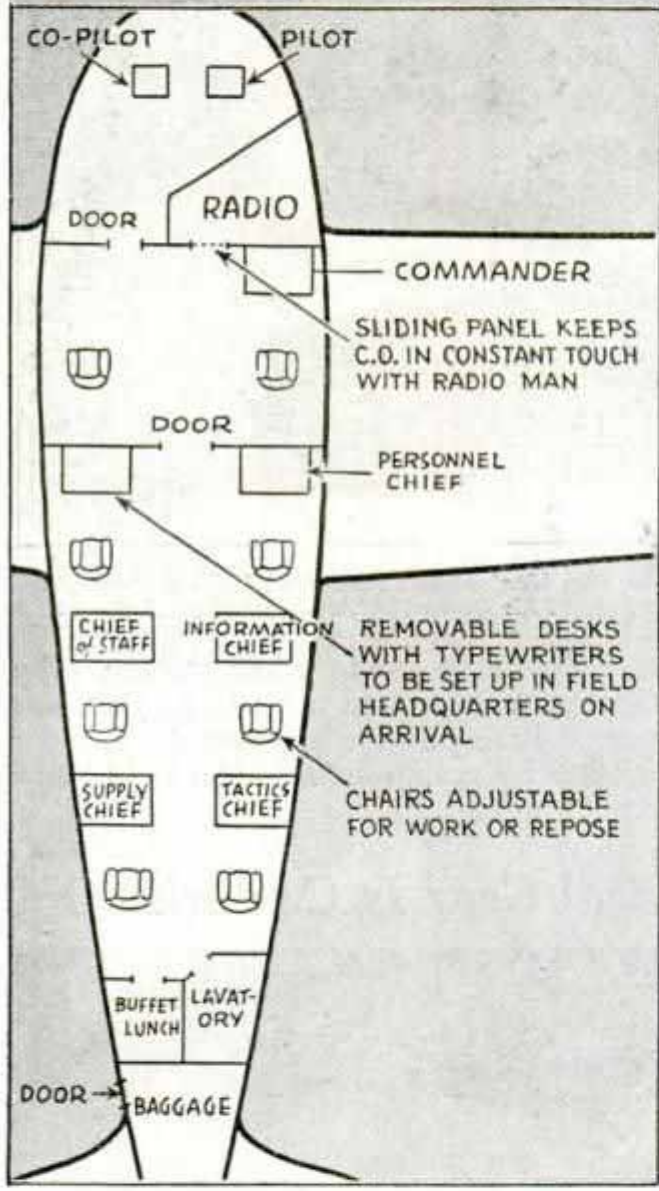 CO-PILOT
PILOT
DOOR
RADIO
COMMANDER
SLIDING PANEL KEEPS
C.O. IN CONSTANT TOUCH
WITH RADIO MAN
DOOR
PERSONNEL
CHIEF
CHIEF
of STAFF
INFORMATION
CHIEF
REMOVABLE DESKS
WITH TYPEWRITERS
TO BE SET UP IN FIELD
HEADQUARTERS ON
ARRIVAL
SUPPLY
CHIEF
TACTICS
CHIEF
CHAIRS ADJUSTABLE
FOR WORK OR REPOSE
BUFFET
LUNCH
LAVAT-
ORY
DOOR
BAGGAGE